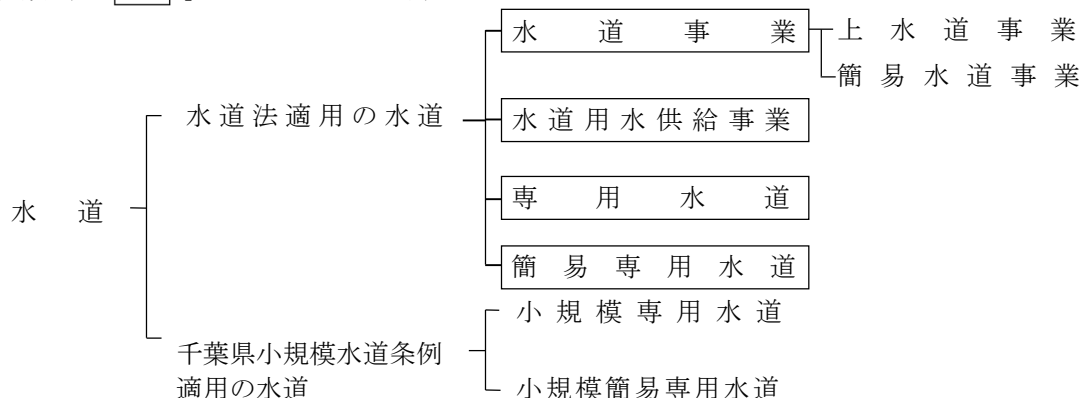 水道事業
上水道事業
簡易水道事業
水道法適用の水道
水道用水供給事業
専用水道
水道
簡易専用水道
小規模専用水道
千葉県小規模水道条例
適用の水道
小規模簡易専用水道